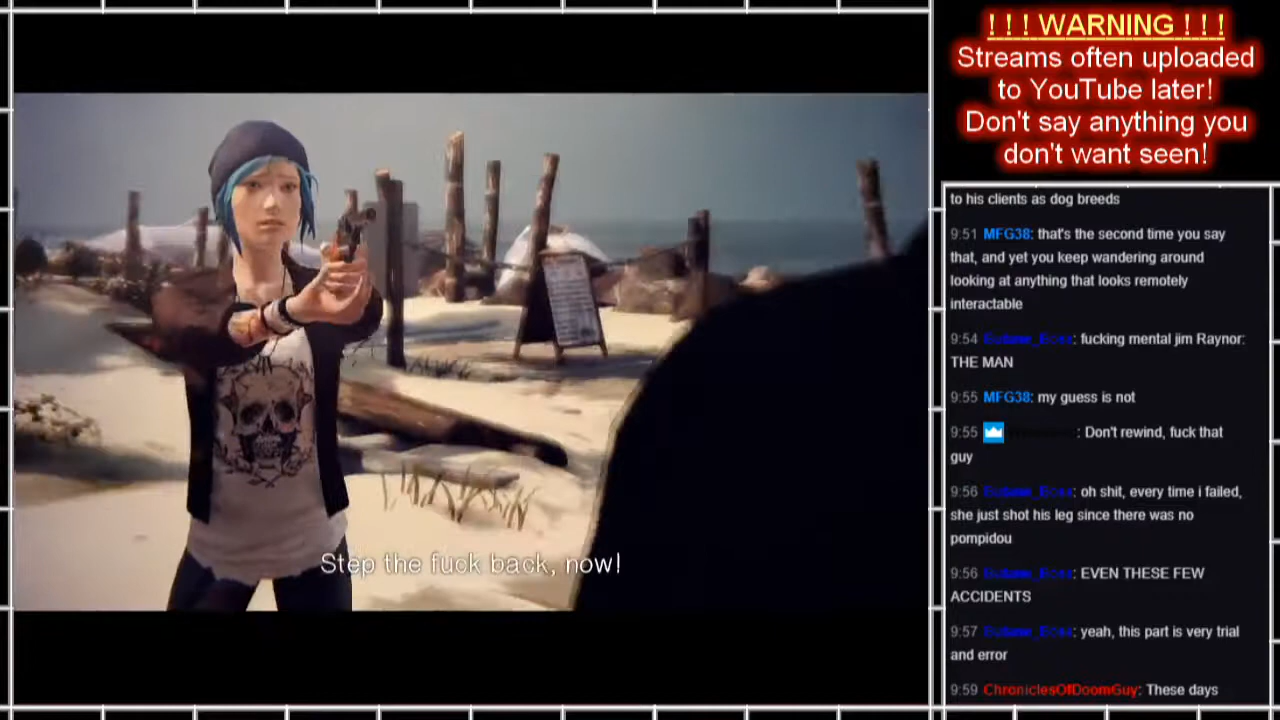 ! ! ! WARNING ! ! !
Streams often uploaded
to YouTube later!
Don't say anything you
don't want seen!
to his clients as dog breeds
9:51 MFG38: that's the second time you say
that, and yet you keep wandering around
looking at anything that looks remotely
interactable
9:54 : fucking mental jim Raynor:
THE MAN
9:55 MFG38: my guess is not
9:55 : Don't rewind, fuck that
guy
9:56 : oh shit, every time i failed,
she just shot his leg since there was no
pompidou
9:56 : EVEN THESE FEW
ACCIDENTS
9:57 : yeah, this part is very trial
and error
9:59 ChroniclesOfDoomGuy: These days
Step the fuck back, now!